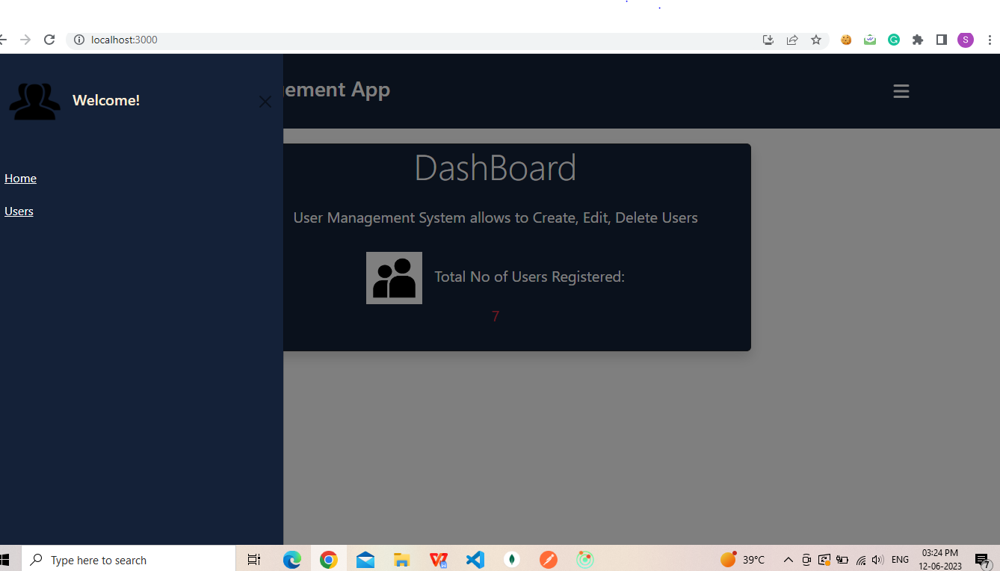 localhost:3000
S
Welcome!
ement App
Home
Users
DashBoard
User Management System allows to Create, Edit, Delete Users
Total No of Users Registered:
7
Type here to search
39°C
ENG
03:24 PM
12-06-2023
7